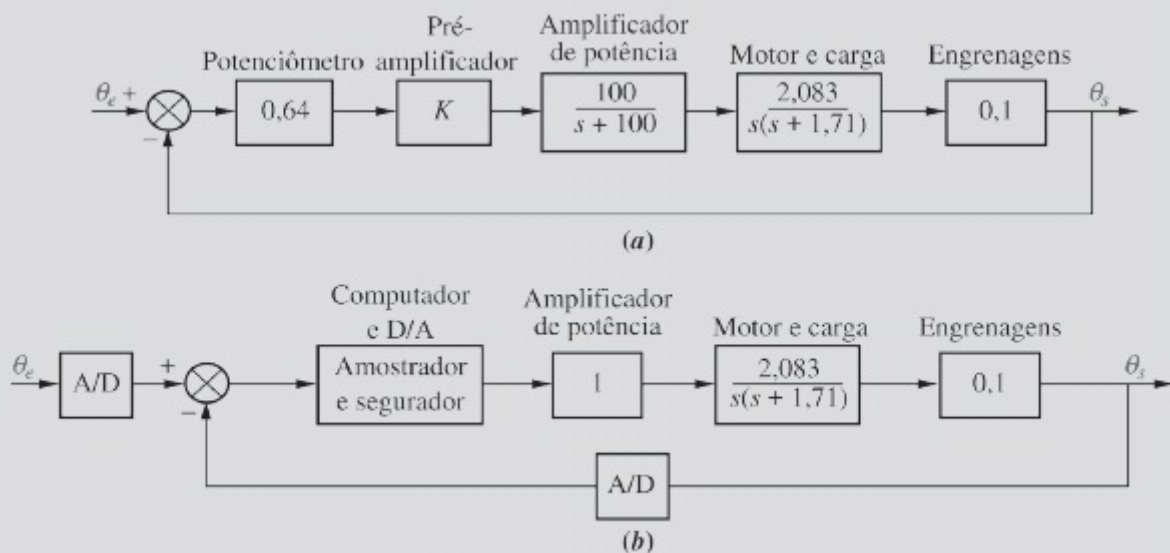 Pré-
Amplificador
Potenciômetro amplificador de potência Motor e carga Engrenagens
θe +
−
0,64
K
100
s + 100
2,083
s(s + 1,71)
0,1
θs
(a)
Computador
e D/A
Amplificador
de potência
Motor e carga
Engrenagens
θe
A/D
+
−
Amostrador
e segurador
1
2,083
s(s + 1,71)
0,1
θs
A/D
(b)